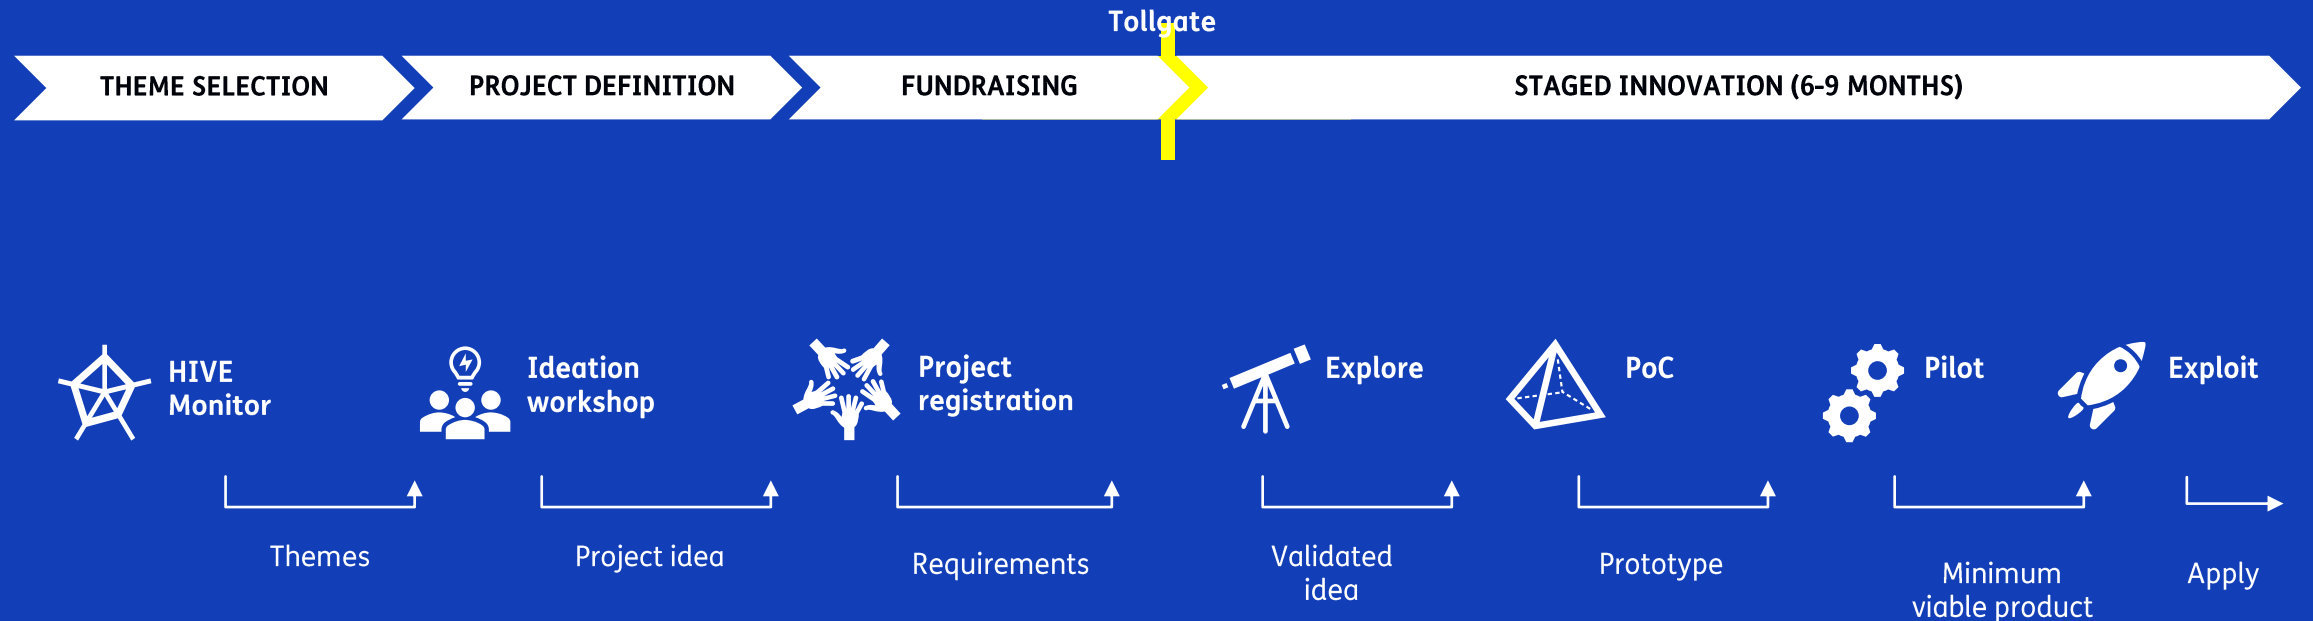 Tollgate
THEME SELECTION
PROJECT DEFINITION
FUNDRAISING
STAGED INNOVATION (6-9 MONTHS)
HIVE
Monitor
Ideation
workshop
Project
registration
Explore
PoC
Pilot
Exploit
Themes
Project idea
Requirements
Validated
idea
Prototype
Minimum
viable product
Apply